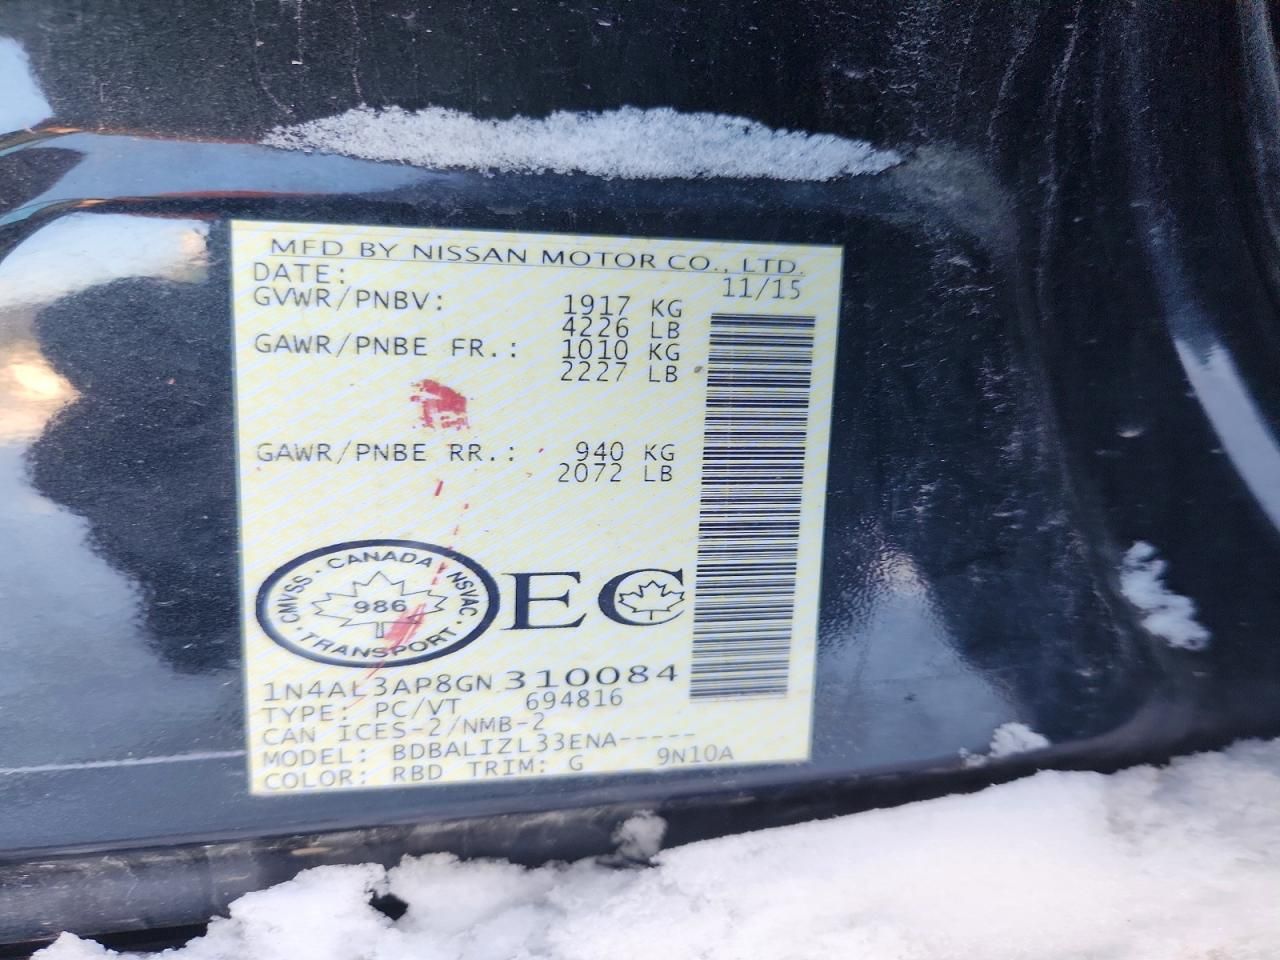 MFD BY NISSAN MOTOR CO., LTD.
DATE: 11/15
GVWR/PNBV: 1917 KG
4226 LB
GAWR/PNBE FR.: 1010 KG
2227 LB
GAWR/PNBE RR.: 940 KG
2072 LB
CMVSS · CANADA · NSVAC · TRANSPORT ·
986
EC
1N4AL3AP8GN 310084
TYPE: PC/VT 694816
CAN ICES-2/NMB-2
MODEL: BDBALIZL33ENA-----
COLOR: RBD TRIM: G 9N10A